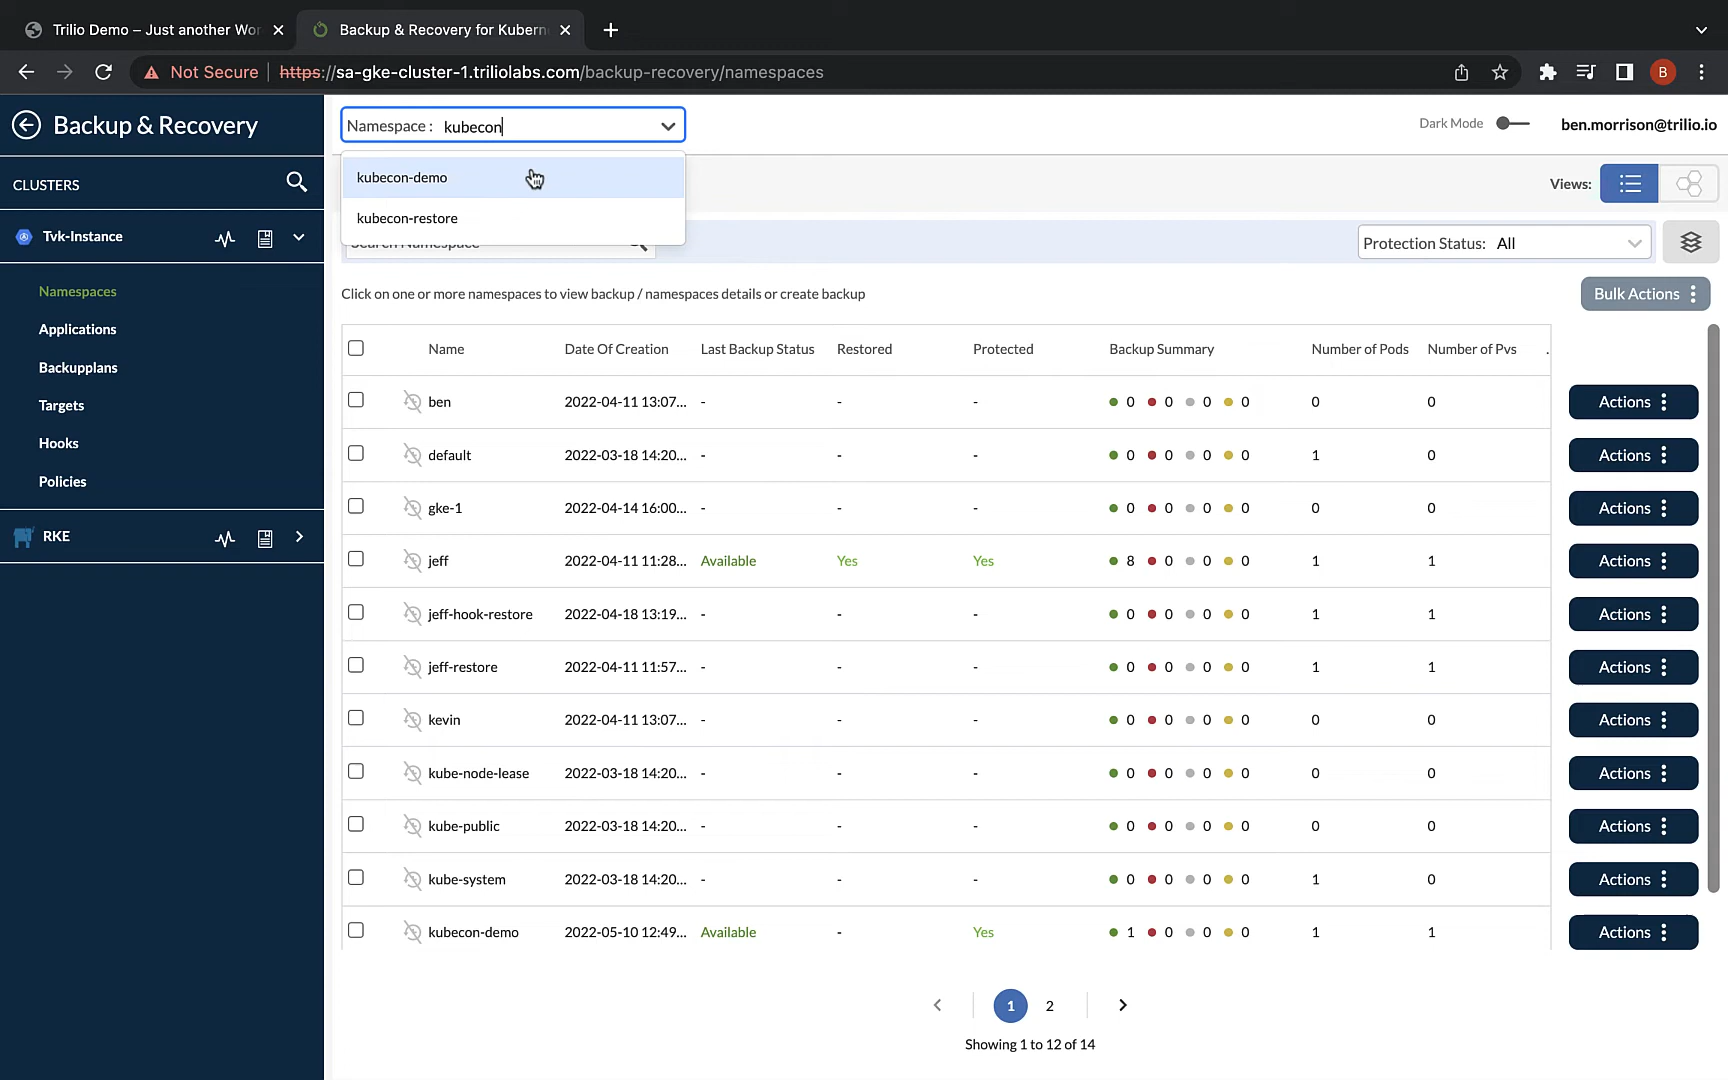 Trilio Demo – Just another Wor
Backup & Recovery for Kubern
Not Secure
https://sa-gke-cluster-1.triliolabs.com/backup-recovery/namespaces
B
Backup & Recovery
Namespace : kubecon
Dark Mode
ben.morrison@trilio.io
CLUSTERS
kubecon-demo
Views:
kubecon-restore
Tvk-Instance
Search Namespace
Protection Status: All
Namespaces
Applications
Backupplans
Targets
Hooks
Policies
RKE
Click on one or more namespaces to view backup / namespaces details or create backup
Bulk Actions
Name Date Of Creation Last Backup Status Restored Protected Backup Summary Number of Pods Number of Pvs .
ben 2022-04-11 13:07... - - - 0 0 0 0 0 0 Actions
default 2022-03-18 14:20... - - - 0 0 0 0 1 0 Actions
gke-1 2022-04-14 16:00... - - - 0 0 0 0 0 0 Actions
jeff 2022-04-11 11:28... Available Yes Yes 8 0 0 0 1 1 Actions
jeff-hook-restore 2022-04-18 13:19... - - - 0 0 0 0 1 1 Actions
jeff-restore 2022-04-11 11:57... - - - 0 0 0 0 1 1 Actions
kevin 2022-04-11 13:07... - - - 0 0 0 0 0 0 Actions
kube-node-lease 2022-03-18 14:20... - - - 0 0 0 0 0 0 Actions
kube-public 2022-03-18 14:20... - - - 0 0 0 0 0 0 Actions
kube-system 2022-03-18 14:20... - - - 0 0 0 0 1 0 Actions
kubecon-demo 2022-05-10 12:49... Available - Yes 1 0 0 0 1 1 Actions
1 2
Showing 1 to 12 of 14